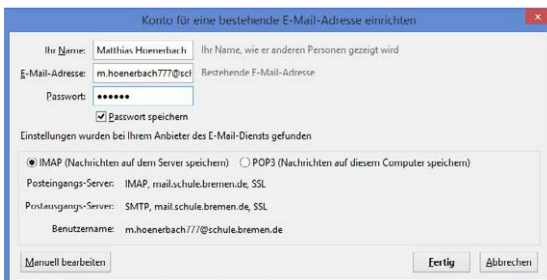 Konto für eine bestehende E-Mail-Adresse einrichten
Ihr Name: Matthias Hoenerbach Ihr Name, wie er anderen Personen gezeigt wird
E-Mail-Adresse: m.hoenerbach777@scl Bestehende E-Mail-Adresse
Passwort: ••••••
Passwort speichern
Einstellungen wurden bei Ihrem Anbieter des E-Mail-Diensts gefunden
IMAP (Nachrichten auf dem Server speichern) POP3 (Nachrichten auf diesem Computer speichern)
Posteingangs-Server: IMAP, mail.schule.bremen.de, SSL
Postausgangs-Server: SMTP, mail.schule.bremen.de, SSL
Benutzername: m.hoenerbach777@schule.bremen.de
Manuell bearbeiten Fertig Abbrechen